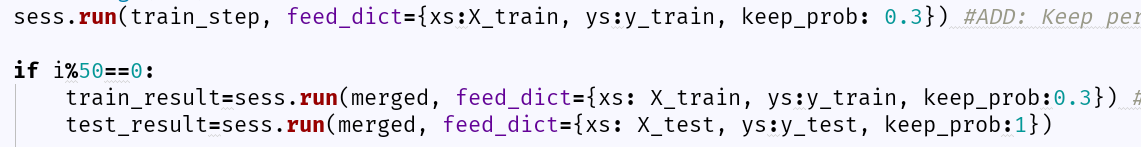 sess.run(train_step, feed_dict={xs:X_train, ys:y_train, keep_prob: 0.3}) #ADD: Keep per
if i%50==0:
train_result=sess.run(merged, feed_dict={xs: X_train, ys:y_train, keep_prob:0.3}) #
test_result=sess.run(merged, feed_dict={xs: X_test, ys:y_test, keep_prob:1})